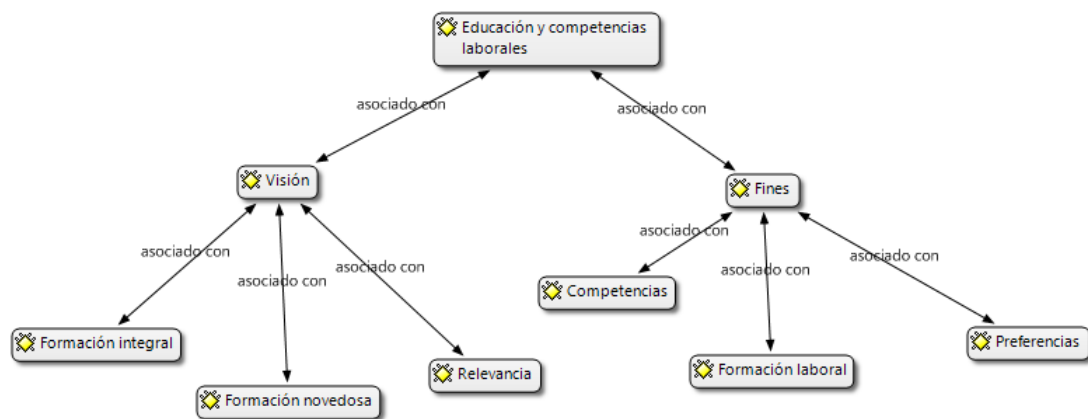 Educación y competencias
laborales
asociado con
asociado con
Visión
Fines
asociado con
asociado con
asociado con
asociado con
asociado con
asociado con
Competencias
Formación integral
Preferencias
Formación laboral
Relevancia
Formación novedosa